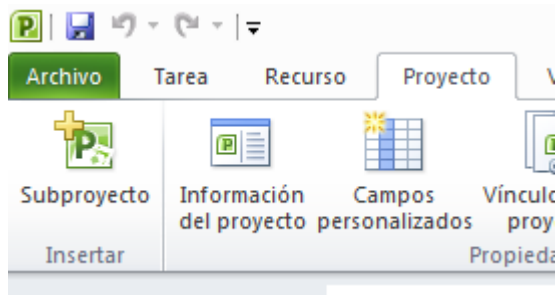 Archivo Tarea Recurso Proyecto
Subproyecto Información Campos
del proyecto personalizados
Insertar